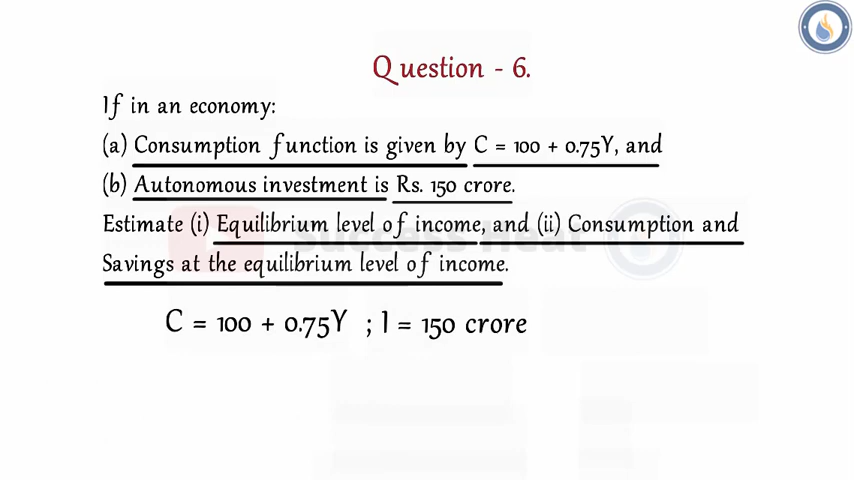 Question - 6.
If in an economy:
(a) Consumption function is given by C = 100 + 0.75Y, and
(b) Autonomous investment is Rs. 150 crore.
Estimate (i) Equilibrium level of income, and (ii) Consumption and
Savings at the equilibrium level of income.
success heat
C = 100 + 0.75Y ; I = 150 crore